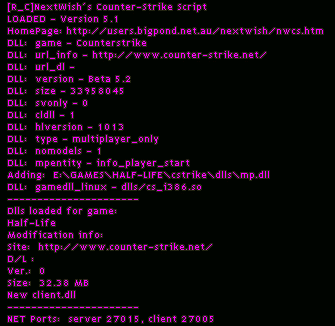 [R_C]NextWish's Counter-Strike Script
LOADED - Version 5.1
HomePage: http://users.bigpond.net.au/nextwish/nwcs.htm
DLL: game - Counterstrike
DLL: url_info - http://www.counter-strike.net/
DLL: url_dl -
DLL: version - Beta 5.2
DLL: size - 33958045
DLL: svonly - 0
DLL: cldll - 1
DLL: hlversion - 1013
DLL: type - multiplayer_only
DLL: nomodels - 1
DLL: mpentity - info_player_start
Adding: E:\GAMES\HALF-LIFE\cstrike\dlls\mp.dll
DLL: gamedll_linux - dlls/cs_i386.so
------------------------
Dlls loaded for game:
Half-Life
Modification info:
Site: http://www.counter-strike.net/
D/L :
Ver.: 0
Size: 32.38 MB
New client.dll
------------------------
NET Ports: server 27015, client 27005